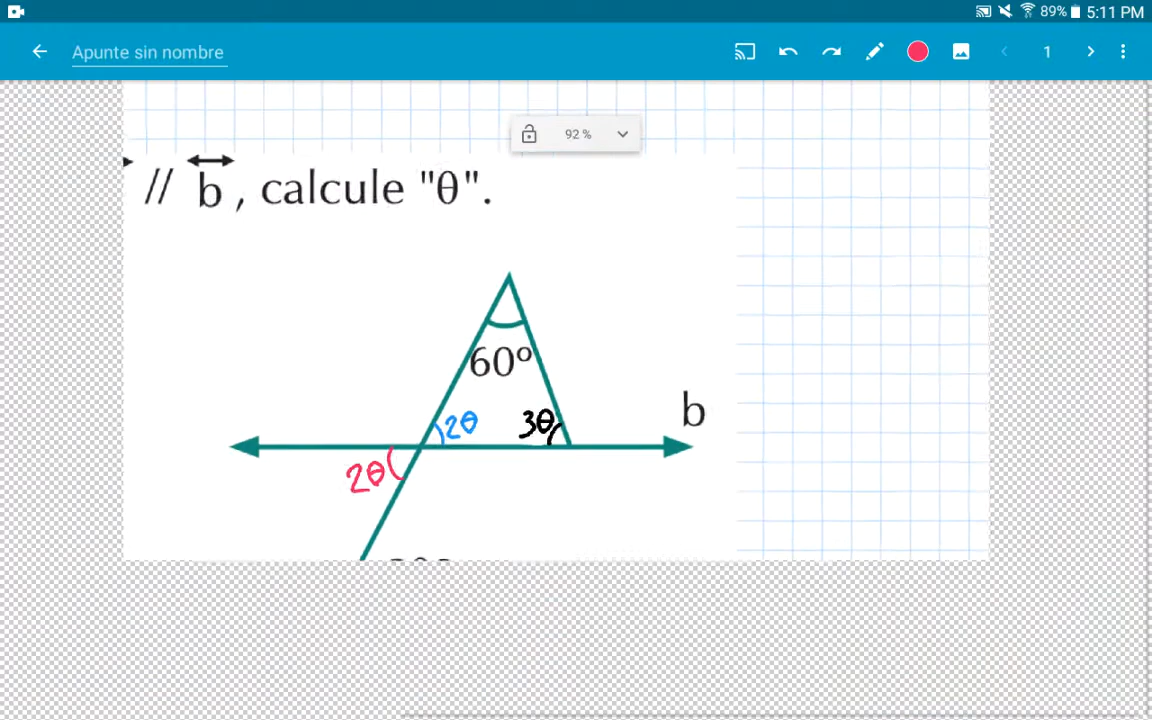 89% 5:11 PM
Apunte sin nombre
1
92 %
// b, calcule "θ".
60º
2θ
3θ
b
2θ